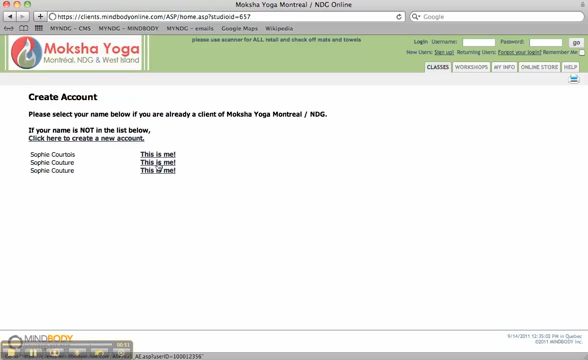 Moksha Yoga Montreal / NDG Online
https://clients.mindbodyonline.com/ASP/home.asp?studioid=657
Google
MYNDG - CMS MYNDG - MINDBODY MYNDG - emails Google Maps Wikipedia
Moksha Yoga
Montréal, NDG & West Island
please use scanner for ALL retail and check off mats and towels
Login Username: Password: go
New Users: Sign up! Returning Users: Forgot your login? Remember Me
CLASSES WORKSHOPS MY INFO ONLINE STORE HELP
Create Account
Please select your name below if you are already a client of Moksha Yoga Montreal / NDG.
If your name is NOT in the list below,
Click here to create a new account.
Sophie Courtois This is me!
Sophie Couture This is me!
Sophie Couture This is me!
MINDBODY
00:51
9/14/2011 12:35:02 PM in Québec
©2011 MINDBODY Inc.